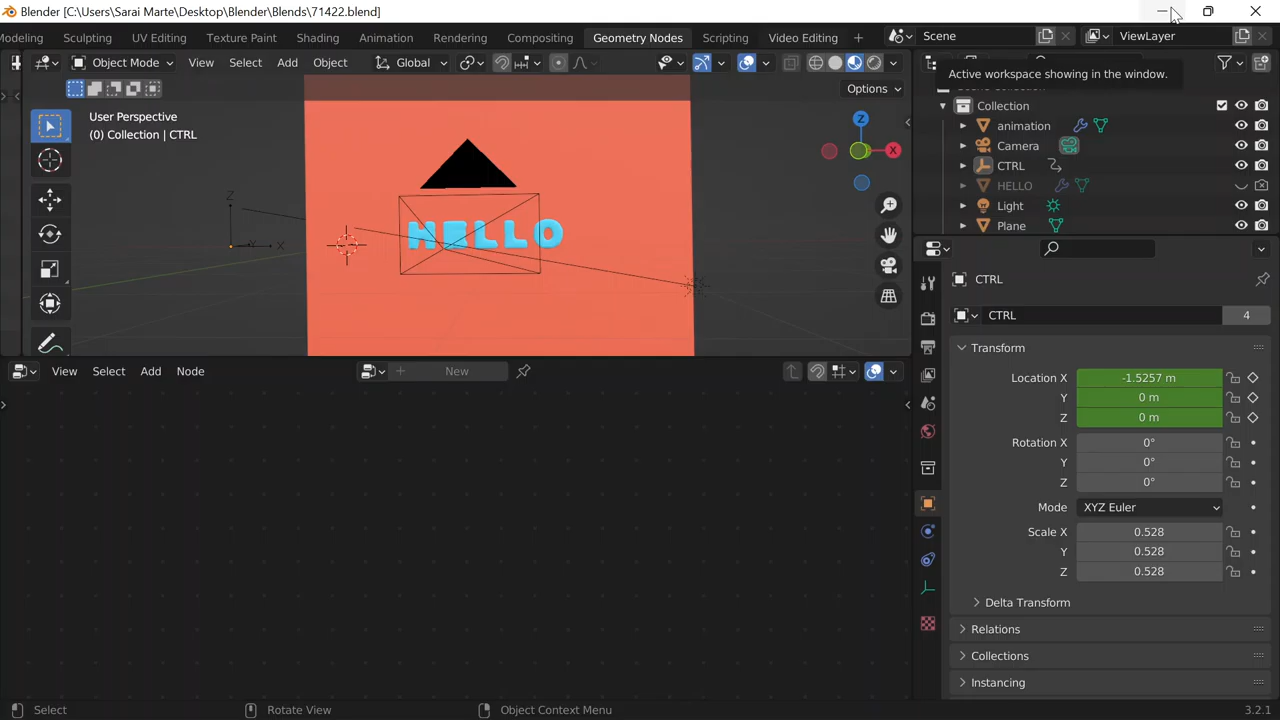 Blender [C:\Users\Sarai Marte\Desktop\Blender\Blends\71422.blend]
odeling Sculpting UV Editing Texture Paint Shading Animation Rendering Compositing Geometry Nodes Scripting Video Editing + Scene ViewLayer
Object Mode View Select Add Object Global
Active workspace showing in the window.
Options
User Perspective
(0) Collection | CTRL
Collection
animation
Camera
CTRL
HELLO
Light
Plane
Z
X
Z
Y X
HELLO
CTRL
CTRL 4
Transform
Location X -1.5257 m
Y 0 m
Z 0 m
Rotation X 0°
Y 0°
Z 0°
Mode XYZ Euler
Scale X 0.528
Y 0.528
Z 0.528
Delta Transform
Relations
Collections
Instancing
View Select Add Node + New
Select Rotate View Object Context Menu 3.2.1